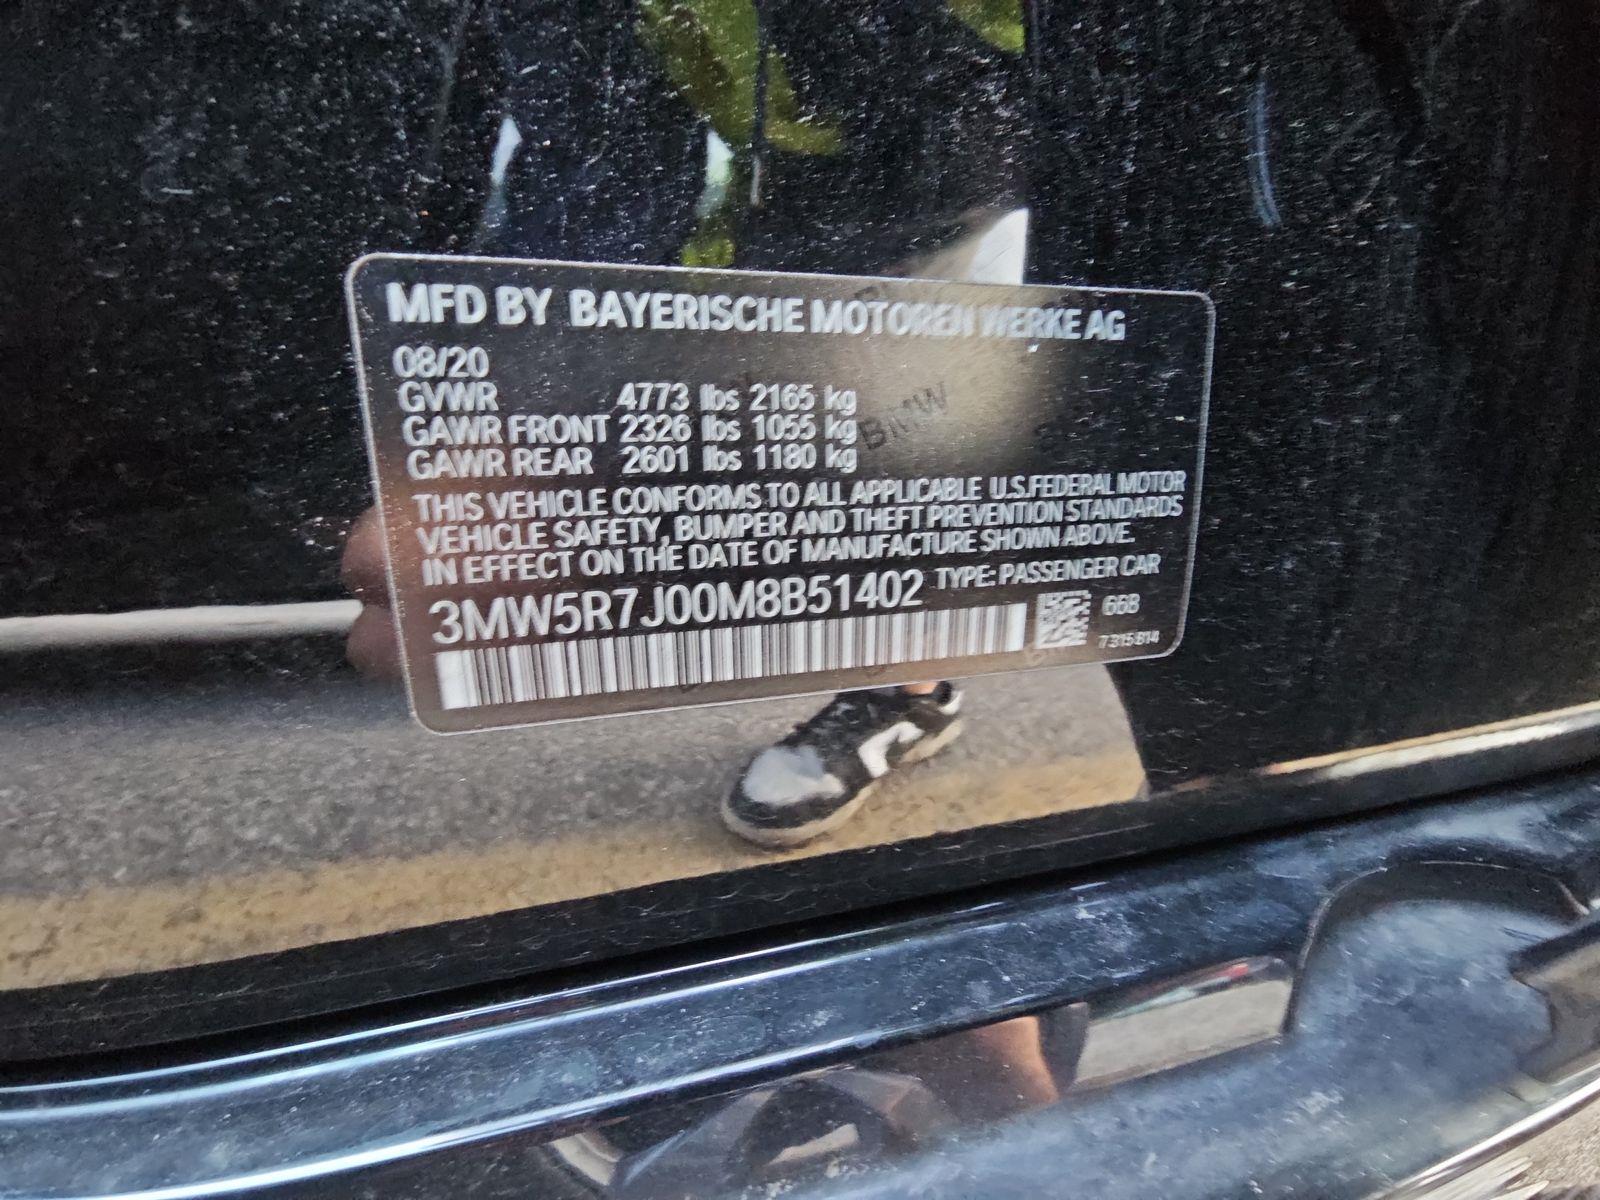 MFD BY BAYERISCHE MOTOREN WERKE AG
08/20
GVWR 4773 lbs 2165 kg
GAWR FRONT 2326 lbs 1055 kg
GAWR REAR 2601 lbs 1180 kg
BMW
THIS VEHICLE CONFORMS TO ALL APPLICABLE U.S.FEDERAL MOTOR
VEHICLE SAFETY, BUMPER AND THEFT PREVENTION STANDARDS
IN EFFECT ON THE DATE OF MANUFACTURE SHOWN ABOVE.
3MW5R7J00M8B51402 TYPE: PASSENGER CAR
668
7315814